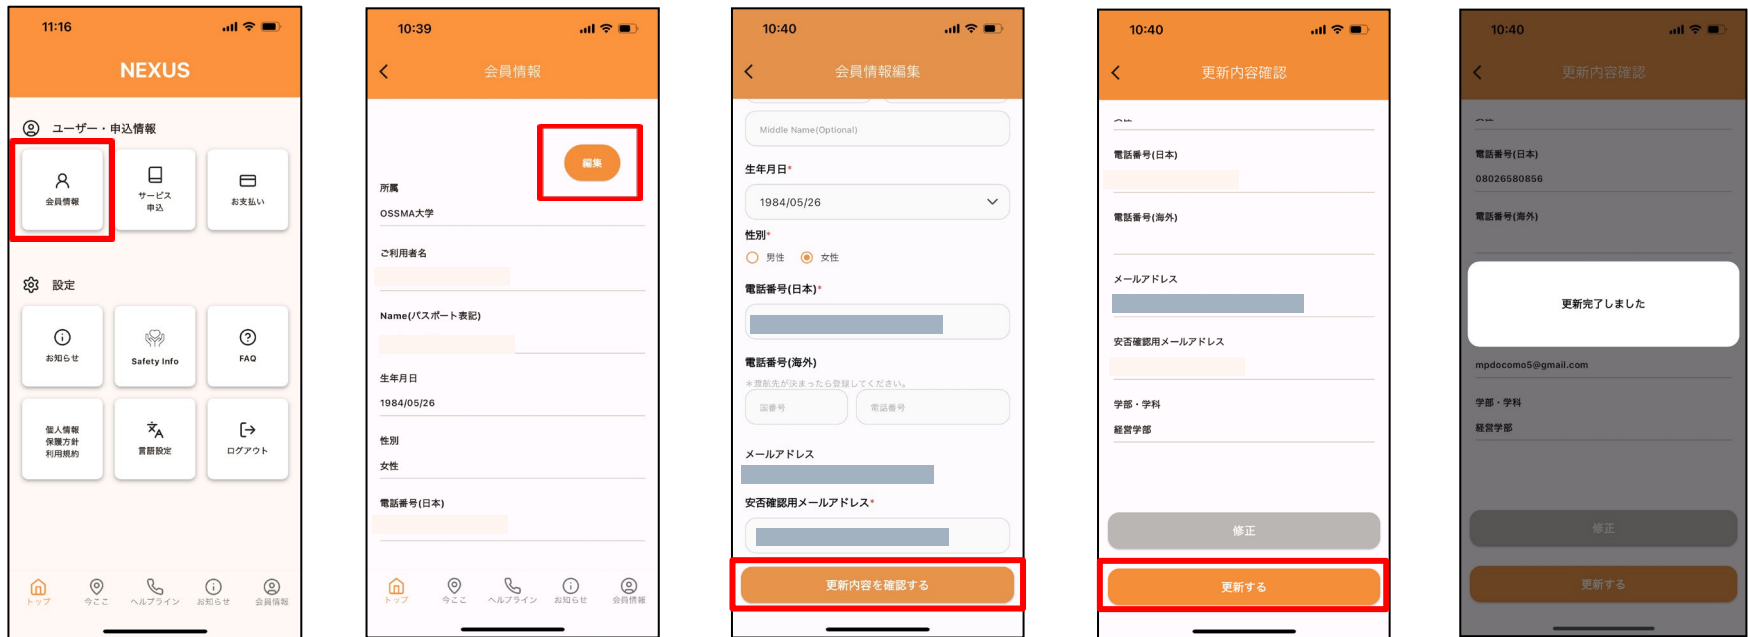 11:16
NEXUS
ユーザー・申込情報
会員情報
サービス
申込
お支払い
設定
お知らせ
Safety Info
FAQ
個人情報
保護方針
利用規約
言語設定
ログアウト
トップ
今ここ
ヘルプライン
お知らせ
会員情報
10:39
会員情報
編集
所属
OSSMA大学
ご利用者名
Name(パスポート表記)
生年月日
1984/05/26
性別
女性
電話番号(日本)
トップ
今ここ
ヘルプライン
お知らせ
会員情報
10:40
会員情報編集
Middle Name(Optional)
生年月日*
1984/05/26
性別*
男性
女性
電話番号(日本)*
電話番号(海外)
*渡航先が決まったら登録してください。
国番号
電話番号
メールアドレス
安否確認用メールアドレス*
更新内容を確認する
10:40
更新内容確認
電話番号(日本)
電話番号(海外)
メールアドレス
安否確認用メールアドレス
学部・学科
経営学部
修正
更新する
10:40
更新内容確認
電話番号(日本)
08026580856
電話番号(海外)
更新完了しました
mpdocomo5@gmail.com
学部・学科
経営学部
修正
更新する